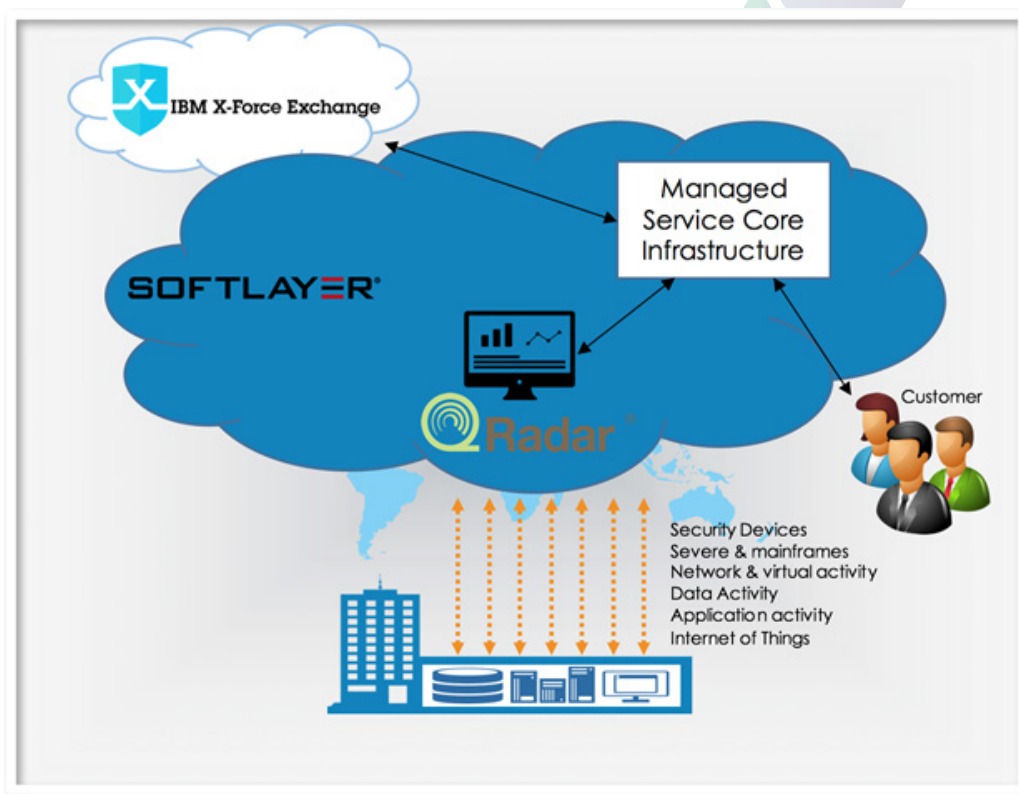 IBM X-Force Exchange
Managed
Service Core
Infrastructure
SOFTLAYER®
QRadar®
Customer
Security Devices
Severe & mainframes
Network & virtual activity
Data Activity
Application activity
Internet of Things